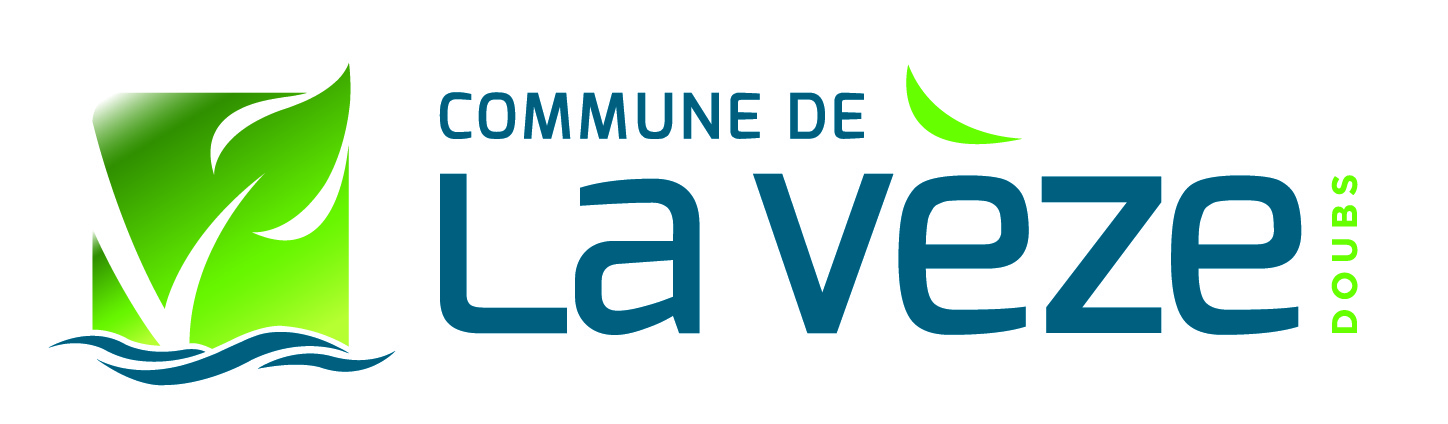 COMMUNE DE
La Vèze
DOUBS